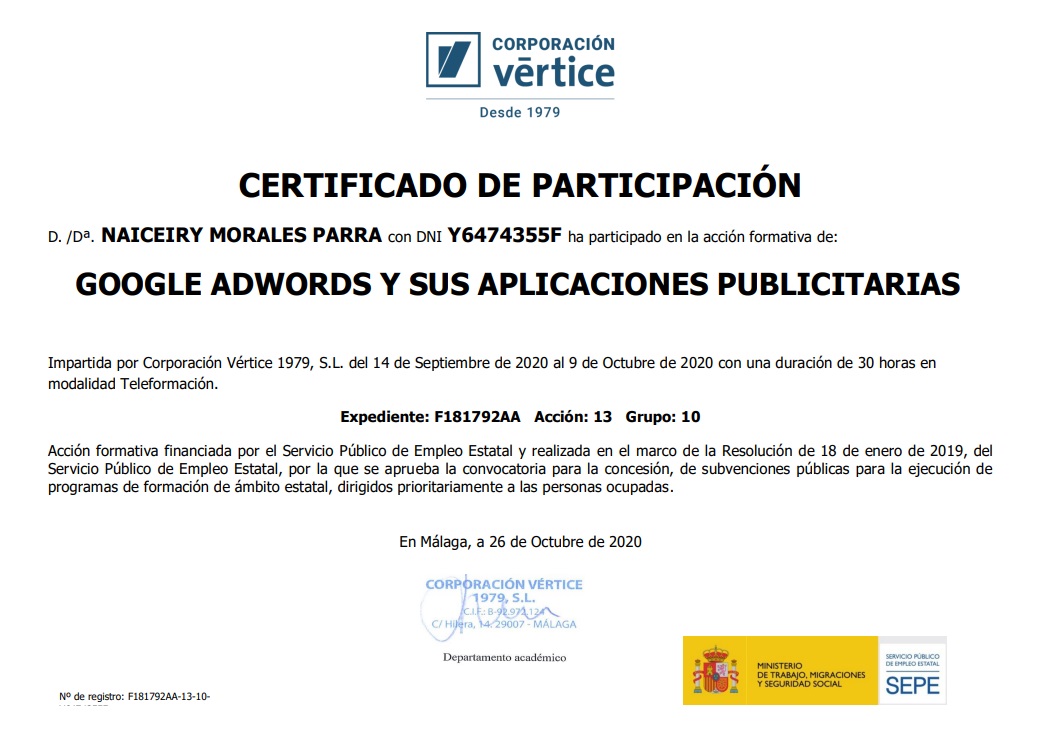 CORPORACIÓN
vērtice
Desde 1979
CERTIFICADO DE PARTICIPACIÓN
D. /Dª. NAICEIRY MORALES PARRA con DNI Y6474355F ha participado en la acción formativa de:
GOOGLE ADWORDS Y SUS APLICACIONES PUBLICITARIAS
Impartida por Corporación Vértice 1979, S.L. del 14 de Septiembre de 2020 al 9 de Octubre de 2020 con una duración de 30 horas en
modalidad Teleformación.
Expediente: F181792AA Acción: 13 Grupo: 10
Acción formativa financiada por el Servicio Público de Empleo Estatal y realizada en el marco de la Resolución de 18 de enero de 2019, del
Servicio Público de Empleo Estatal, por la que se aprueba la convocatoria para la concesión, de subvenciones públicas para la ejecución de
programas de formación de ámbito estatal, dirigidos prioritariamente a las personas ocupadas.
En Málaga, a 26 de Octubre de 2020
CORPORACIÓN VÉRTICE
1979, S.L.
C.I.F.: B-92.972.124
C/ Hilera, 14. 29007 - MÁLAGA
Departamento académico
MINISTERIO
DE TRABAJO, MIGRACIONES
Y SEGURIDAD SOCIAL
SERVICIO PÚBLICO
DE EMPLEO ESTATAL
SEPE
Nº de registro: F181792AA-13-10-